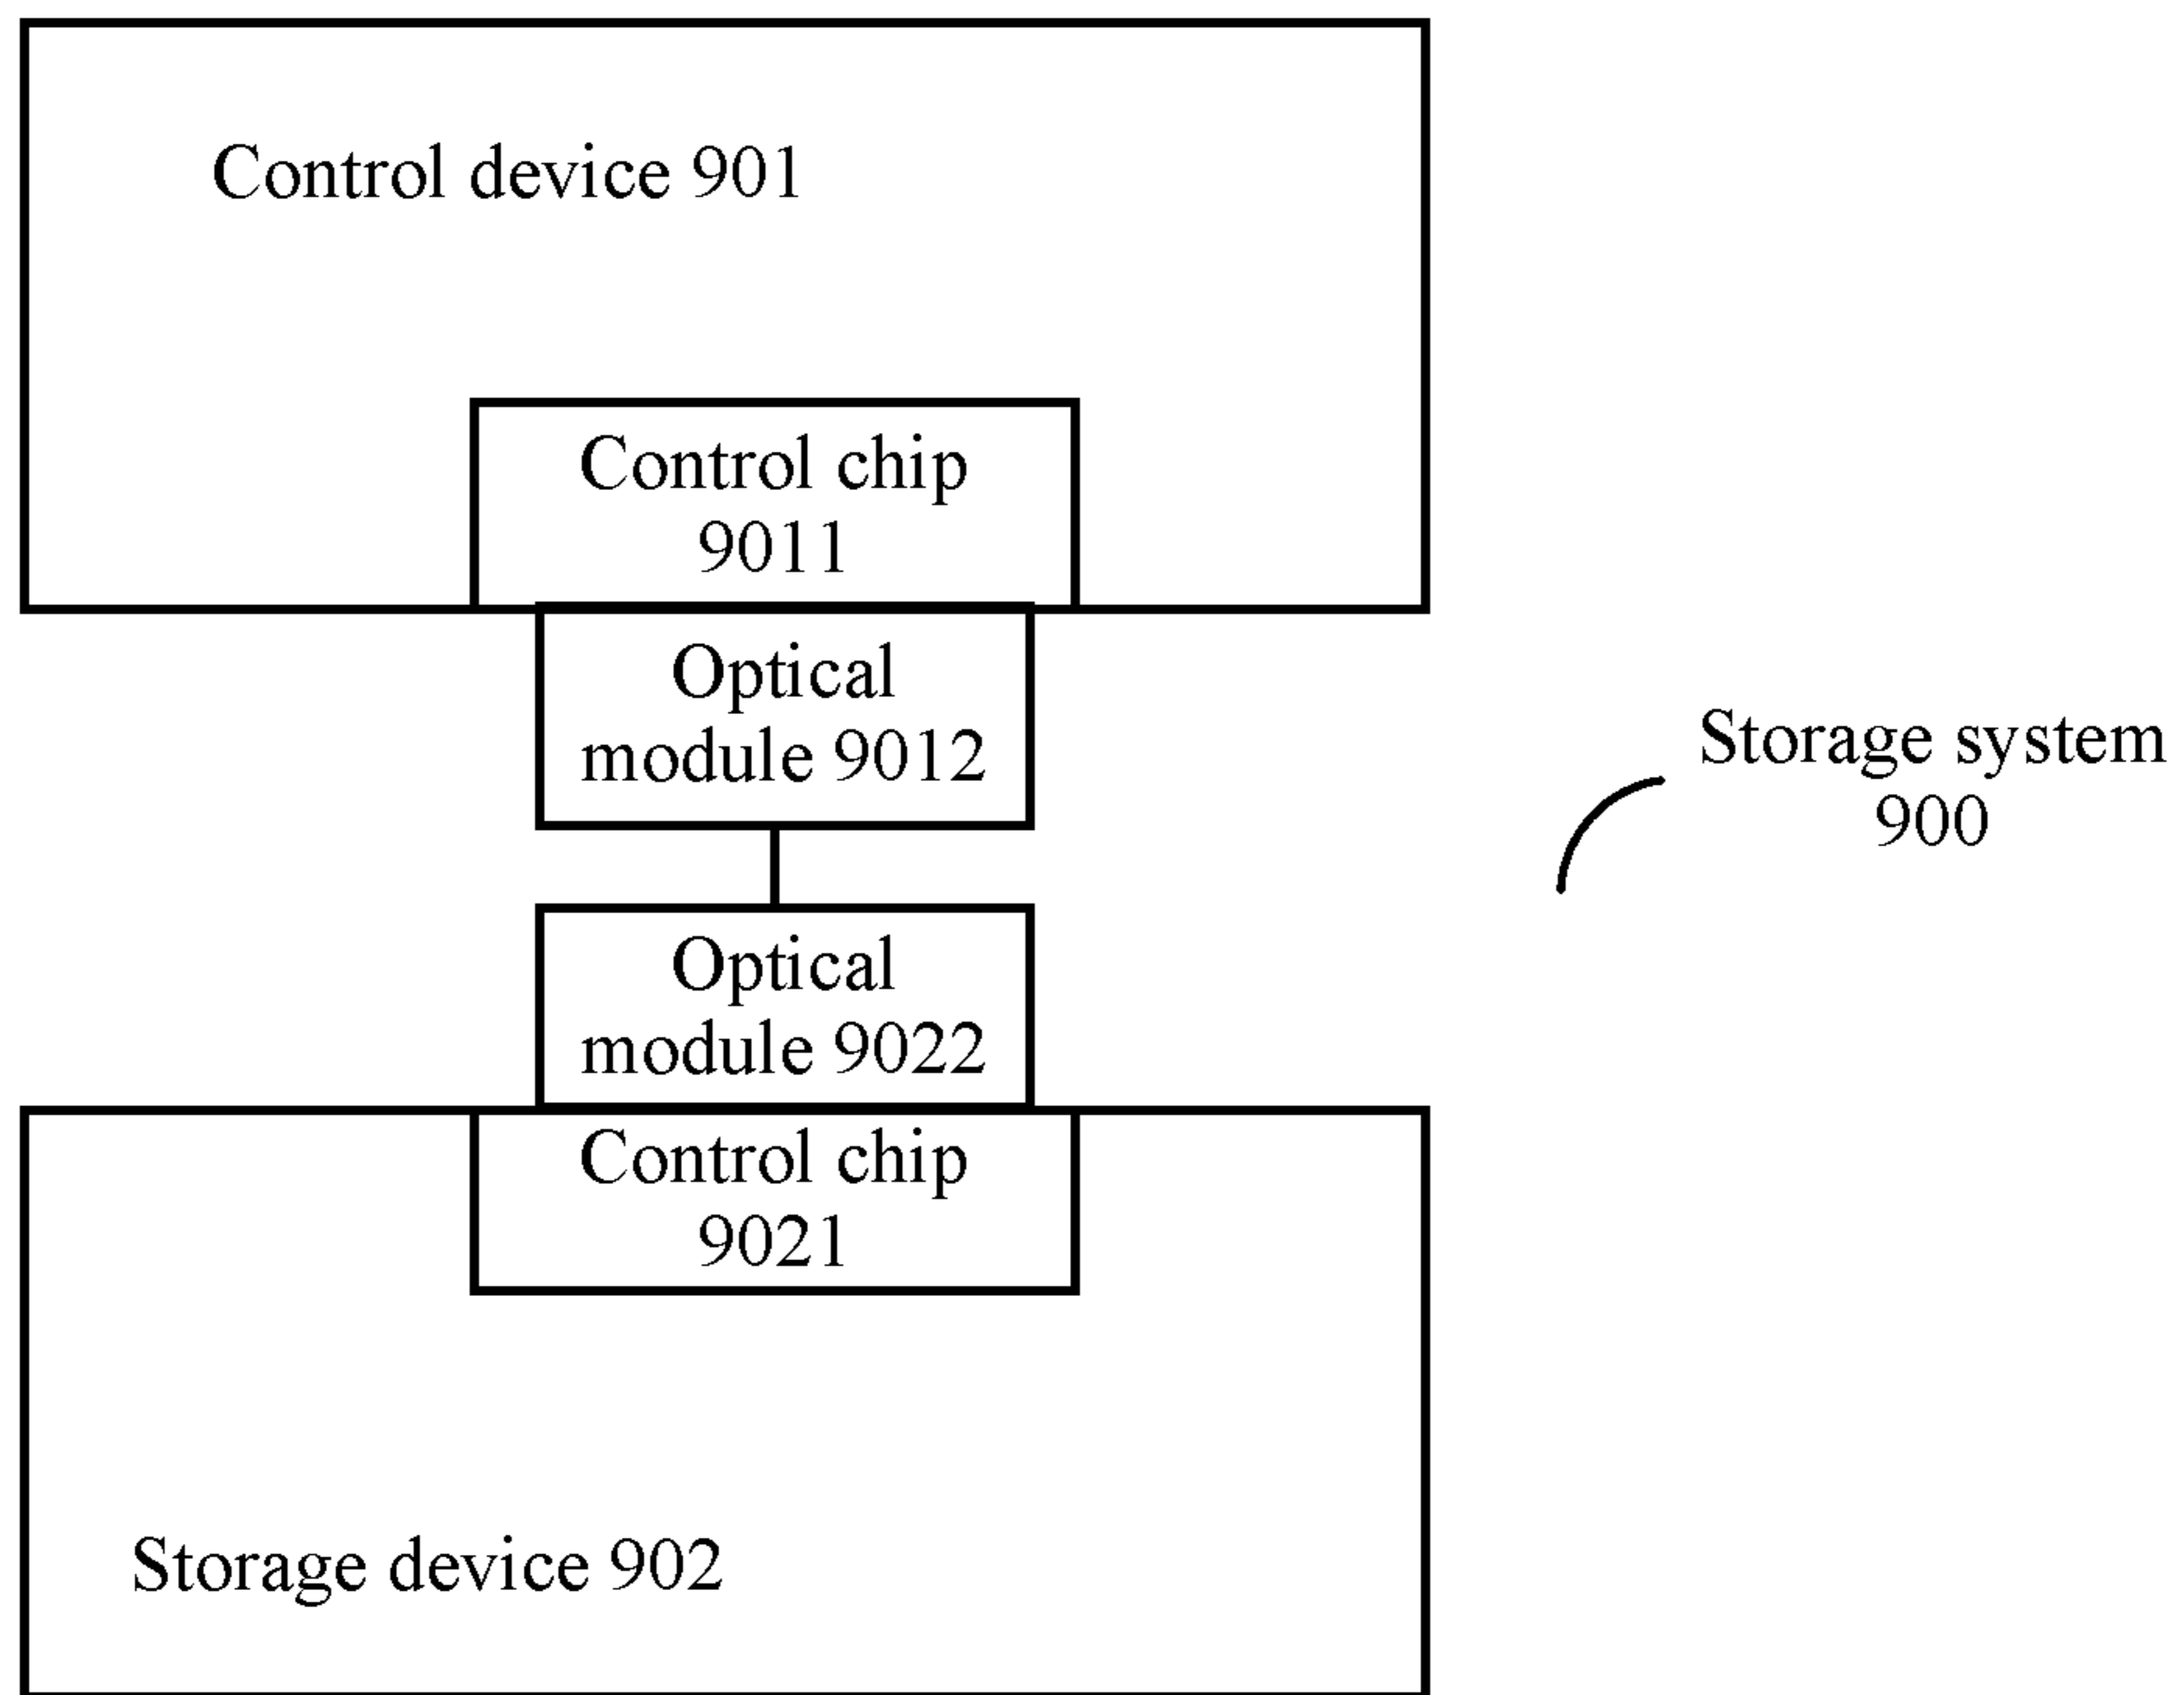 Control device 901
Control chip
9011
Optical
module 9012
Storage system
900
Optical
module 9022
Control chip
9021
Storage device 902